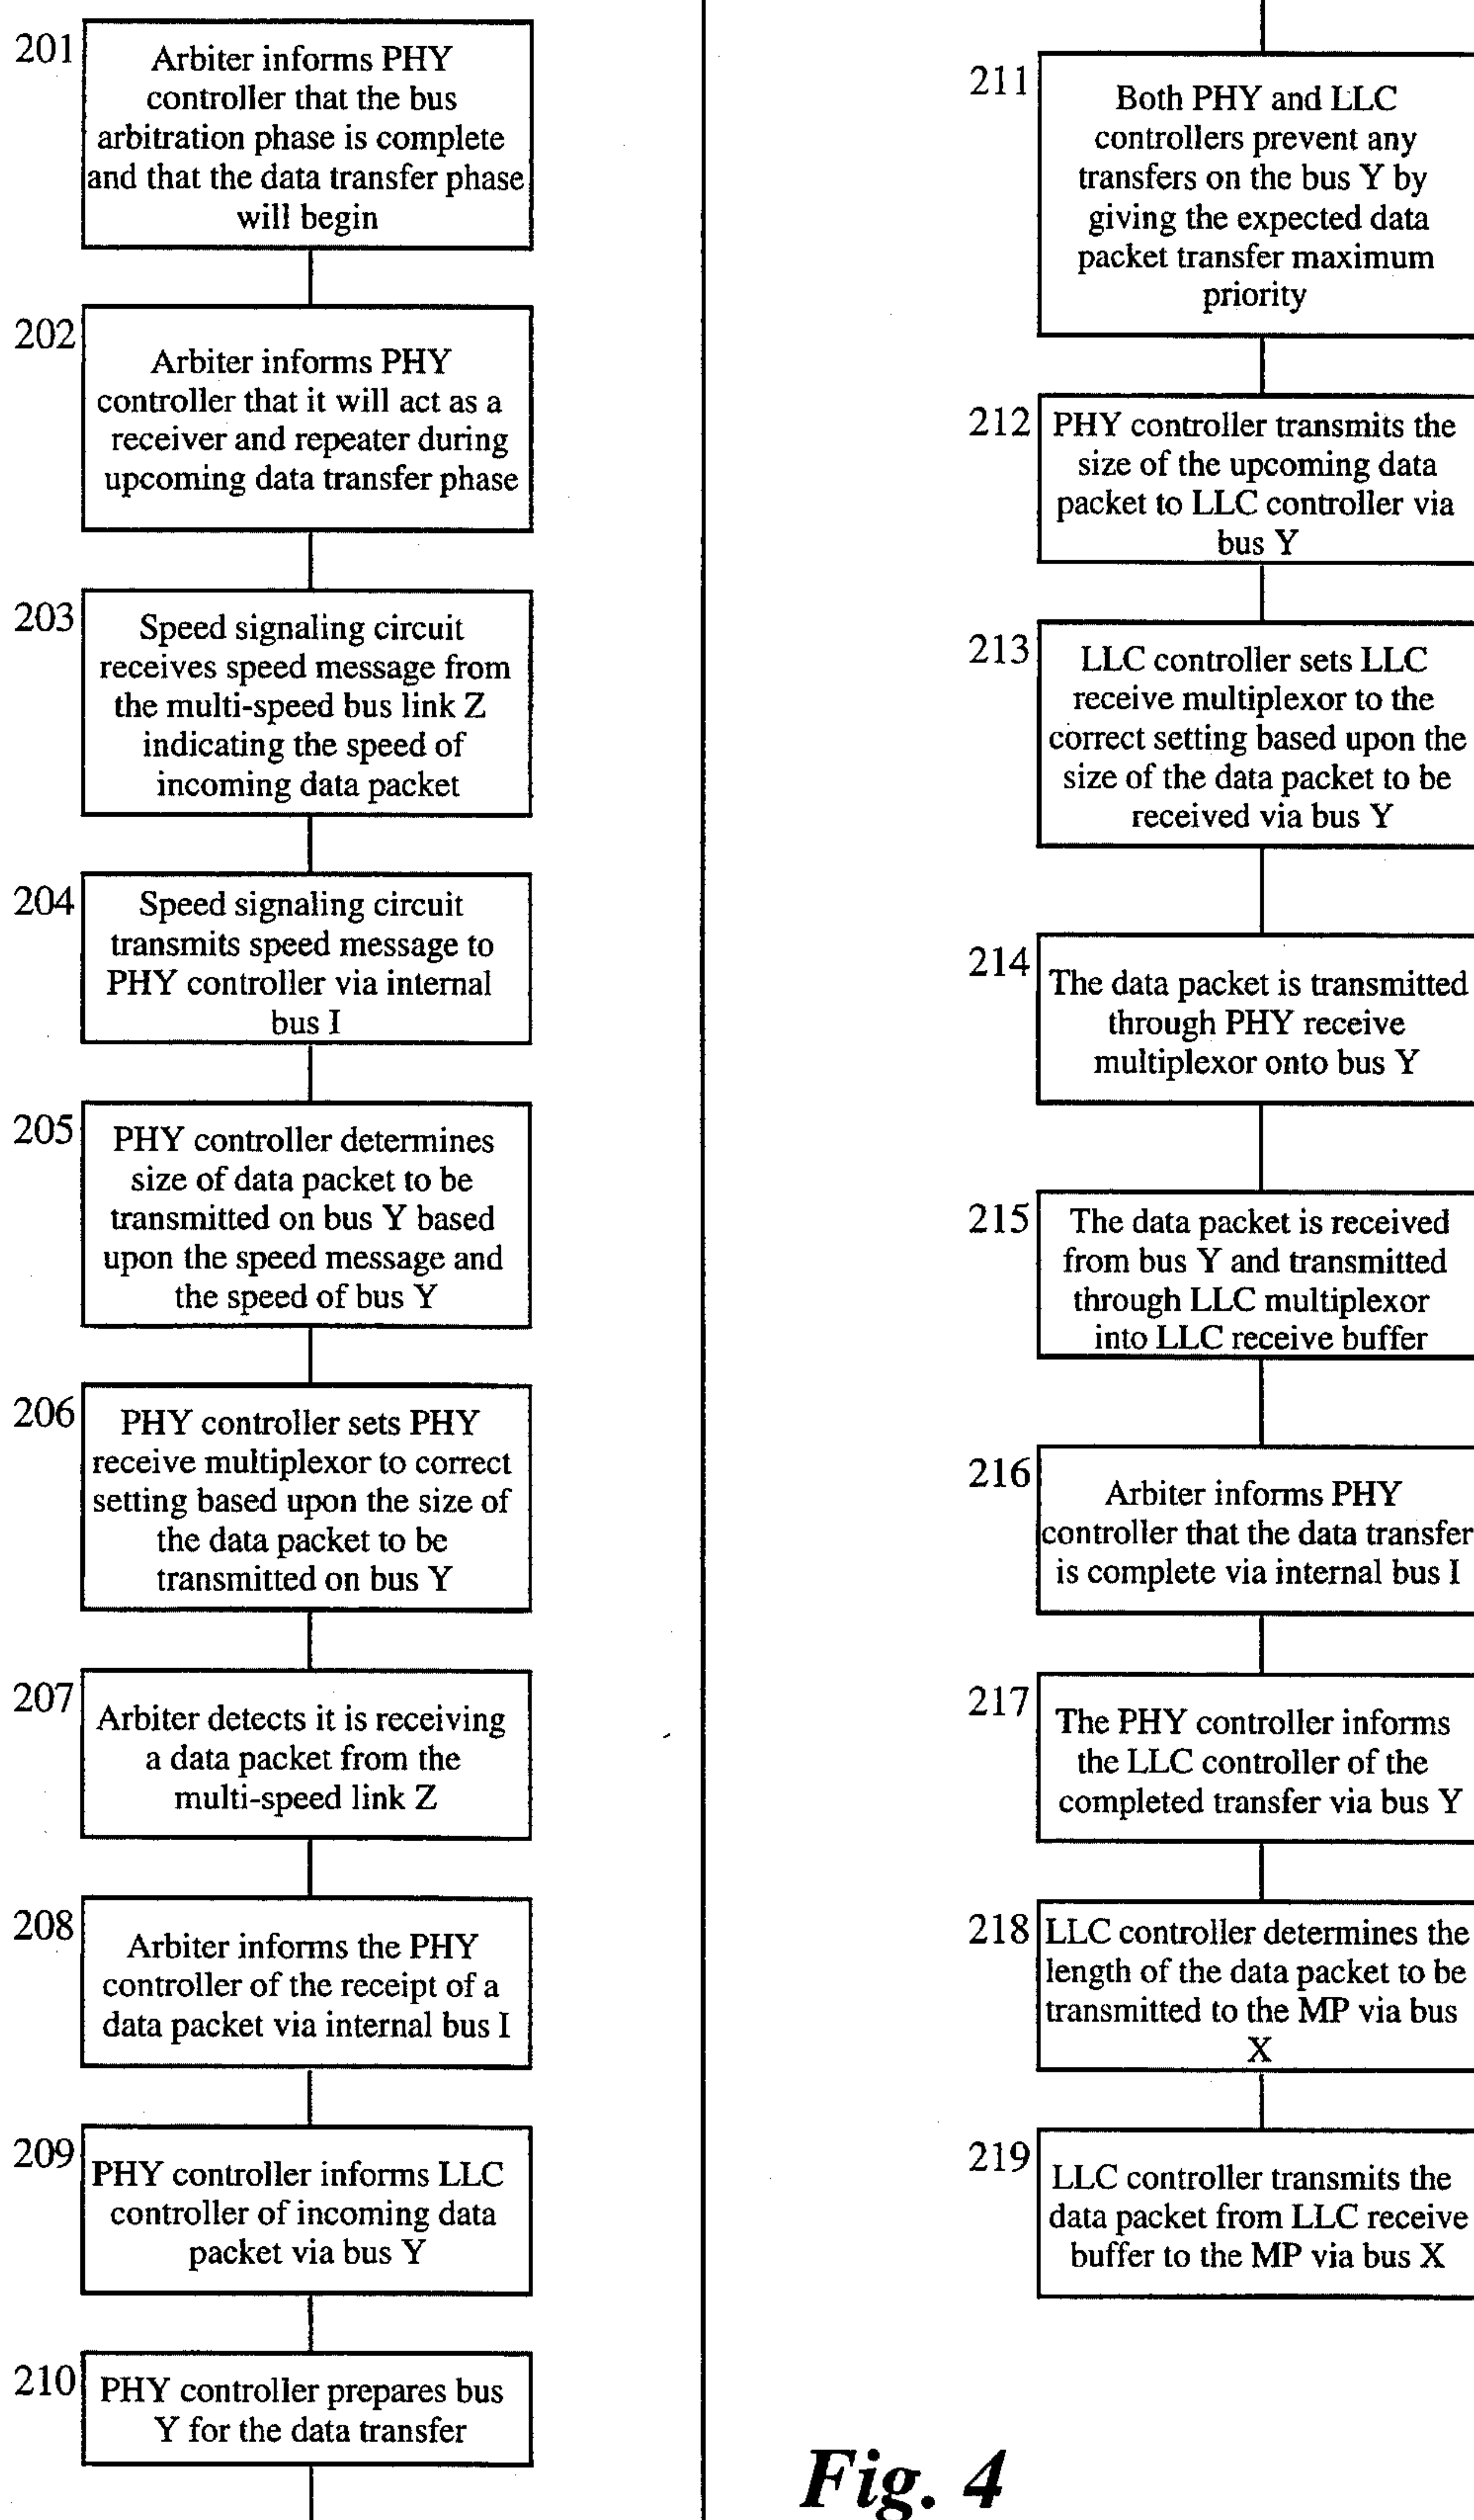 201
Arbiter informs PHY
controller that the bus
arbitration phase is complete
and that the data transfer phase
will begin
202
Arbiter informs PHY
controller that it will act as a
receiver and repeater during
upcoming data transfer phase
203
Speed signaling circuit
receives speed message from
the multi-speed bus link Z
indicating the speed of
incoming data packet
204
Speed signaling circuit
transmits speed message to
PHY controller via internal
bus I
205
PHY controller determines
size of data packet to be
transmitted on bus Y based
upon the speed message and
the speed of bus Y
206
PHY controller sets PHY
receive multiplexor to correct
setting based upon the size of
the data packet to be
transmitted on bus Y
207
Arbiter detects it is receiving
a data packet from the
multi-speed link Z
208
Arbiter informs the PHY
controller of the receipt of a
data packet via internal bus I
209
PHY controller informs LLC
controller of incoming data
packet via bus Y
210
PHY controller prepares bus
Y for the data transfer
211
Both PHY and LLC
controllers prevent any
transfers on the bus Y by
giving the expected data
packet transfer maximum
priority
212
PHY controller transmits the
size of the upcoming data
packet to LLC controller via
bus Y
213
LLC controller sets LLC
receive multiplexor to the
correct setting based upon the
size of the data packet to be
received via bus Y
214
The data packet is transmitted
through PHY receive
multiplexor onto bus Y
215
The data packet is received
from bus Y and transmitted
through LLC multiplexor
into LLC receive buffer
216
Arbiter informs PHY
controller that the data transfer
is complete via internal bus I
217
The PHY controller informs
the LLC controller of the
completed transfer via bus Y
218
LLC controller determines the
length of the data packet to be
transmitted to the MP via bus
X
219
LLC controller transmits the
data packet from LLC receive
buffer to the MP via bus X
Fig. 4